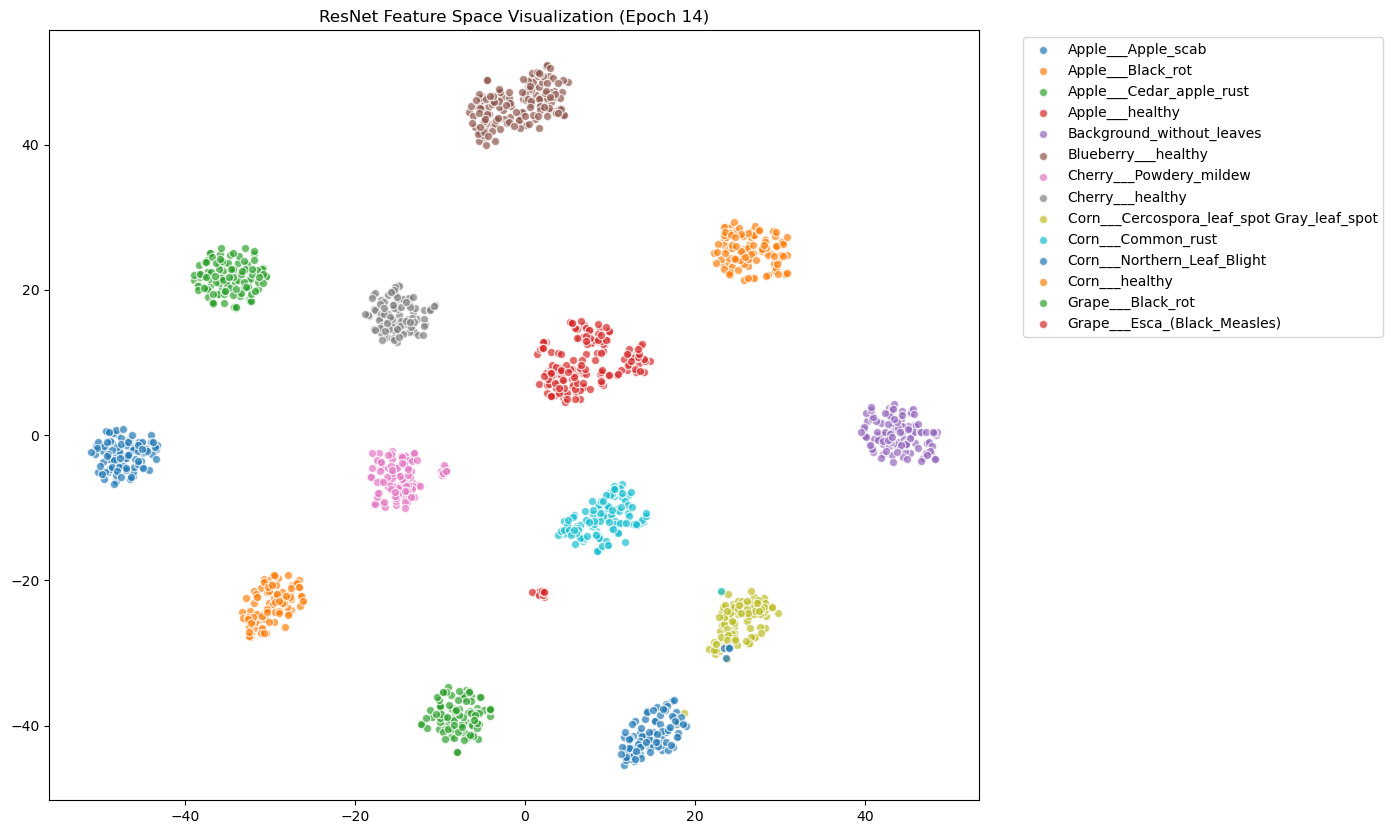 ResNet Feature Space Visualization (Epoch 14)
Apple___Apple_scab
Apple___Black_rot
Apple___Cedar_apple_rust
Apple___healthy
Background_without_leaves
Blueberry___healthy
Cherry___Powdery_mildew
Cherry___healthy
Corn___Cercospora_leaf_spot Gray_leaf_spot
Corn___Common_rust
Corn___Northern_Leaf_Blight
Corn___healthy
Grape___Black_rot
Grape___Esca_(Black_Measles)
40
20
0
−20
−40
−40 −20 0 20 40